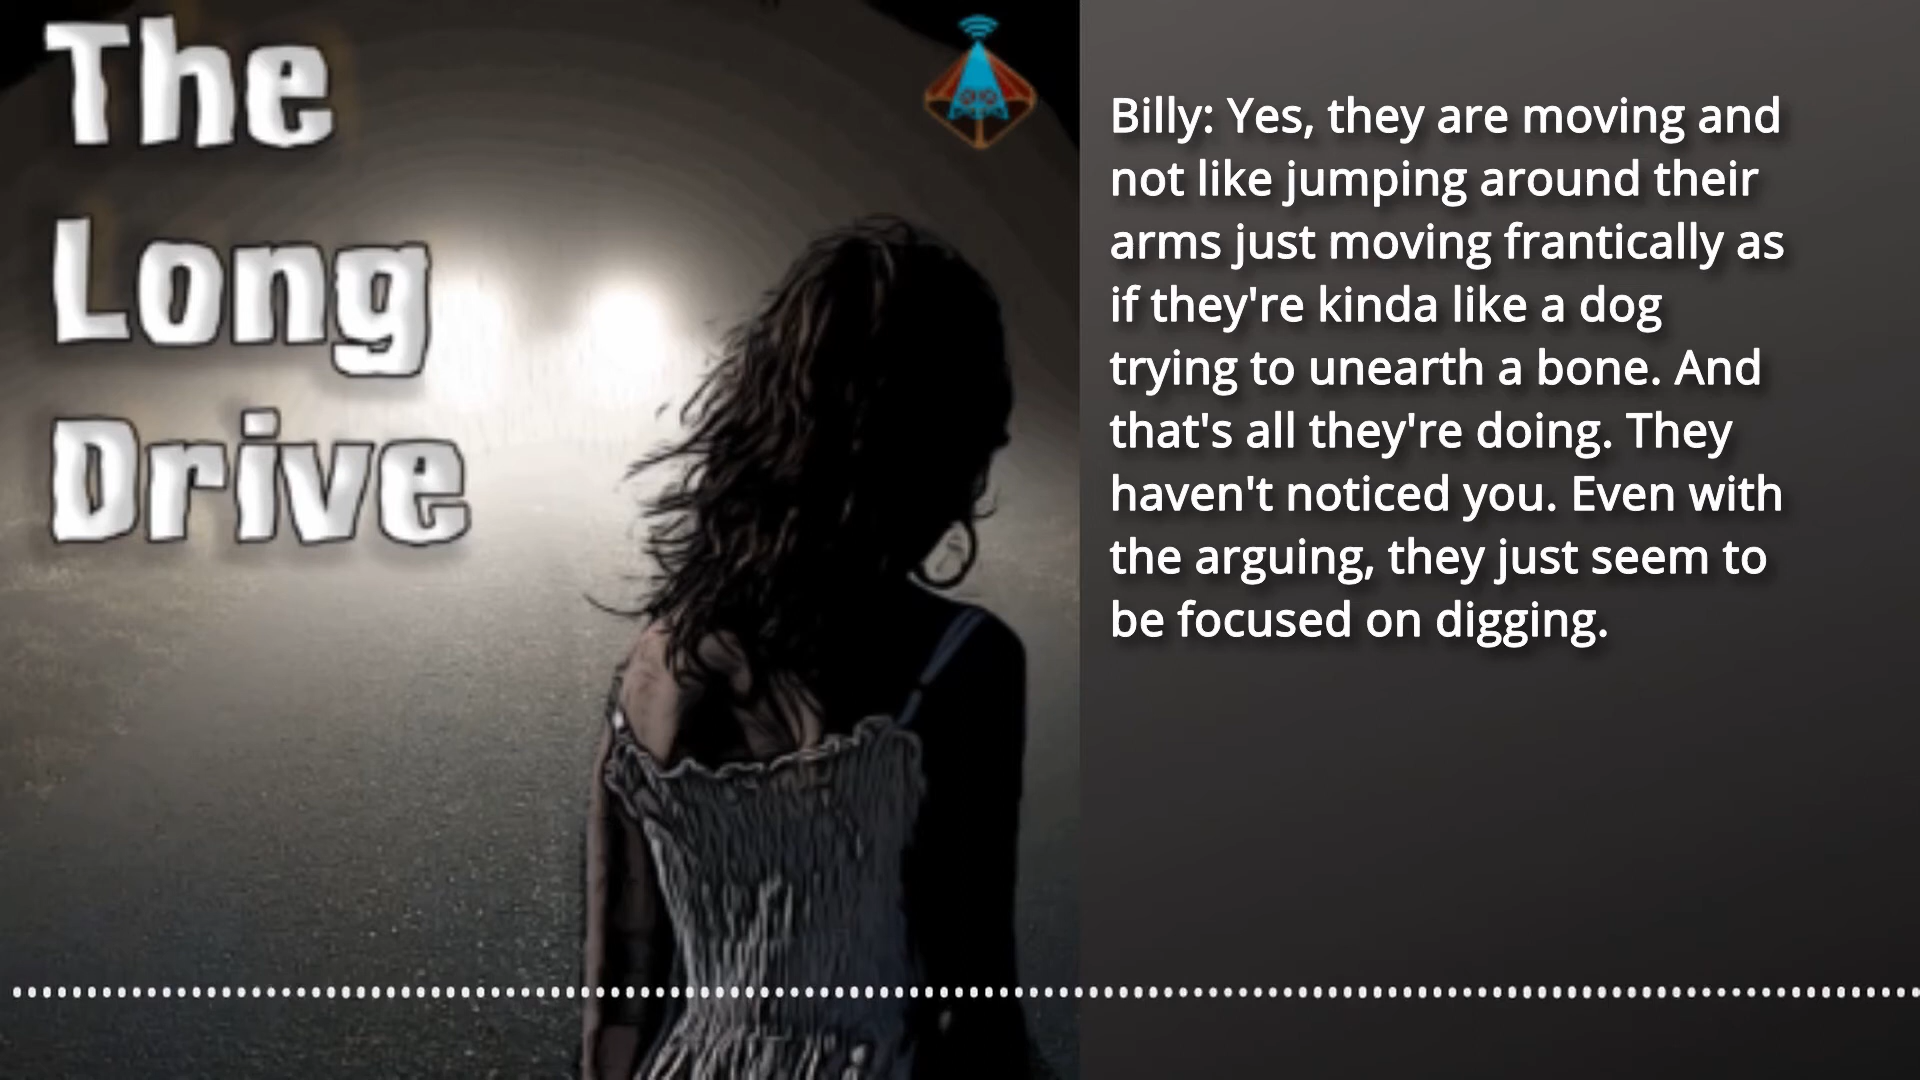 The
Long
Drive
Billy: Yes, they are moving and
not like jumping around their
arms just moving frantically as
if they're kinda like a dog
trying to unearth a bone. And
that's all they're doing. They
haven't noticed you. Even with
the arguing, they just seem to
be focused on digging.